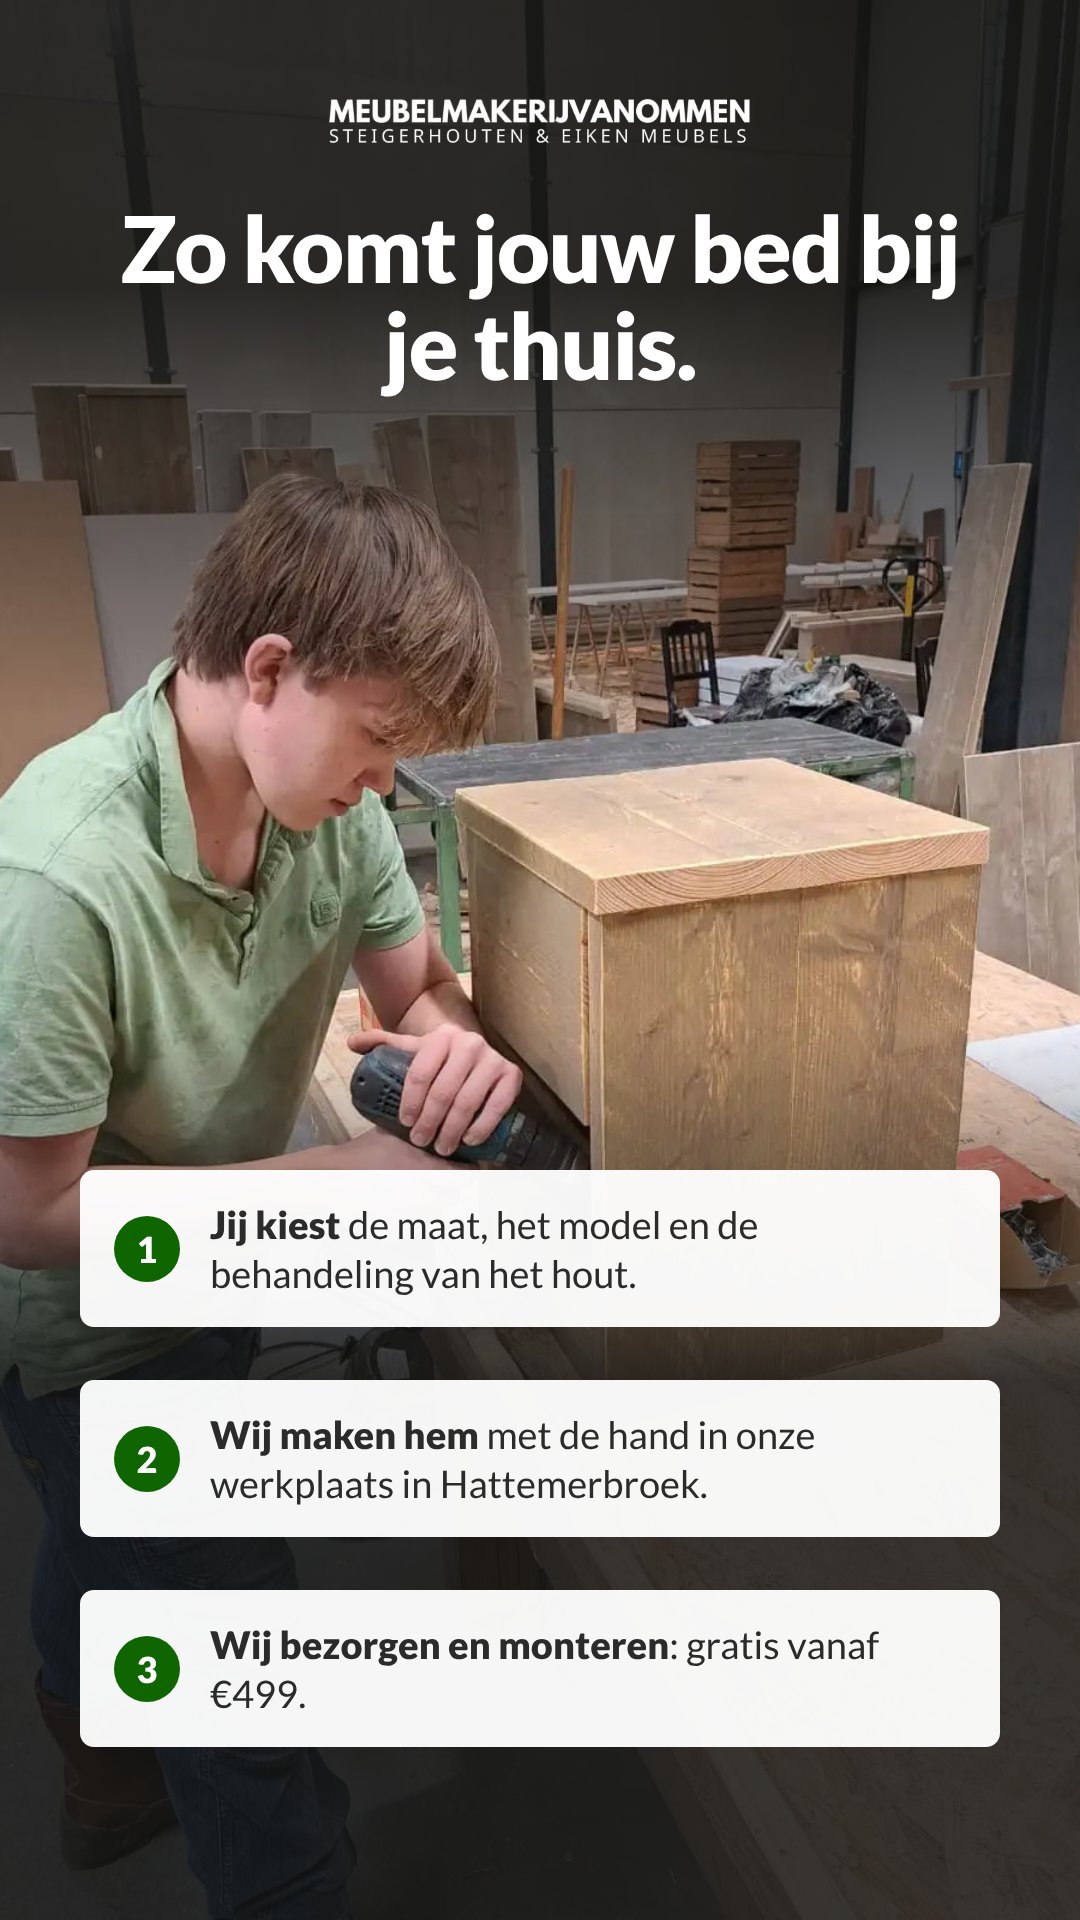 MEUBELMAKERIJVANOMMEN
STEIGERHOUTEN & EIKEN MEUBELS
Zo komt jouw bed bij
je thuis.
1
Jij kiest de maat, het model en de
behandeling van het hout.
2
Wij maken hem met de hand in onze
werkplaats in Hattemerbroek.
3
Wij bezorgen en monteren: gratis vanaf
€499.